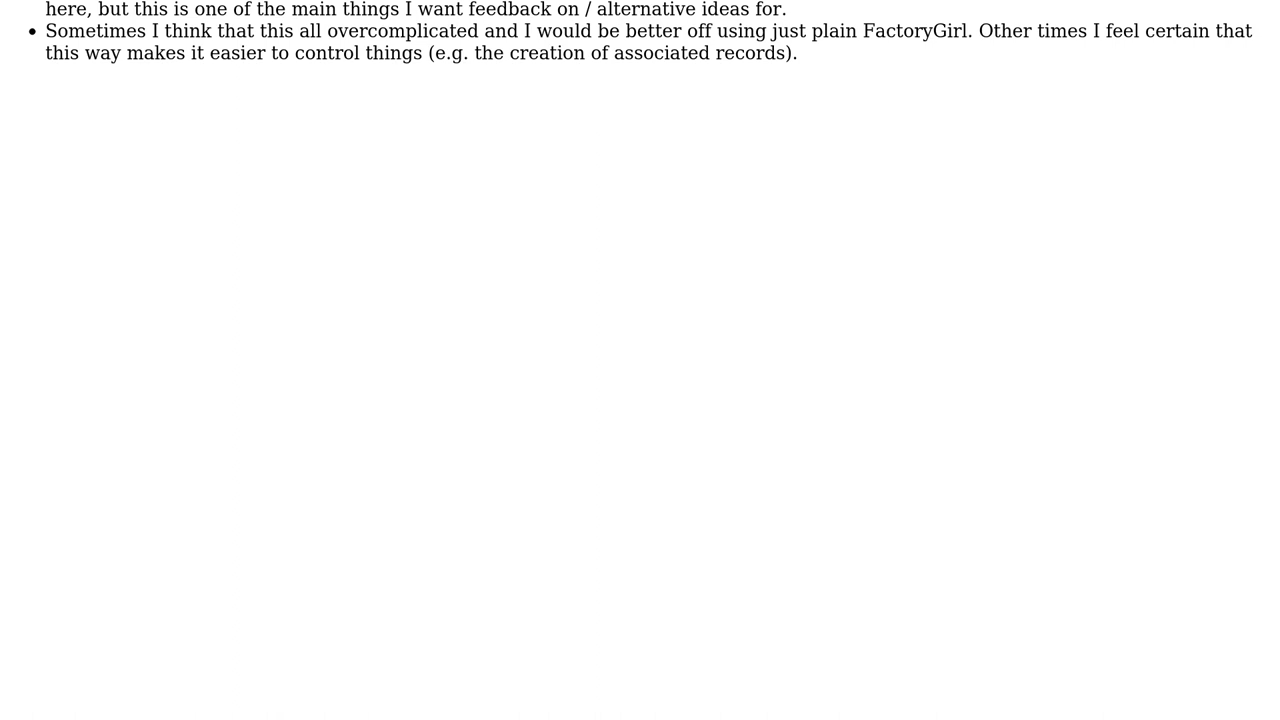 here, but this is one of the main things I want feedback on / alternative ideas for.
• Sometimes I think that this all overcomplicated and I would be better off using just plain FactoryGirl. Other times I feel certain that
this way makes it easier to control things (e.g. the creation of associated records).